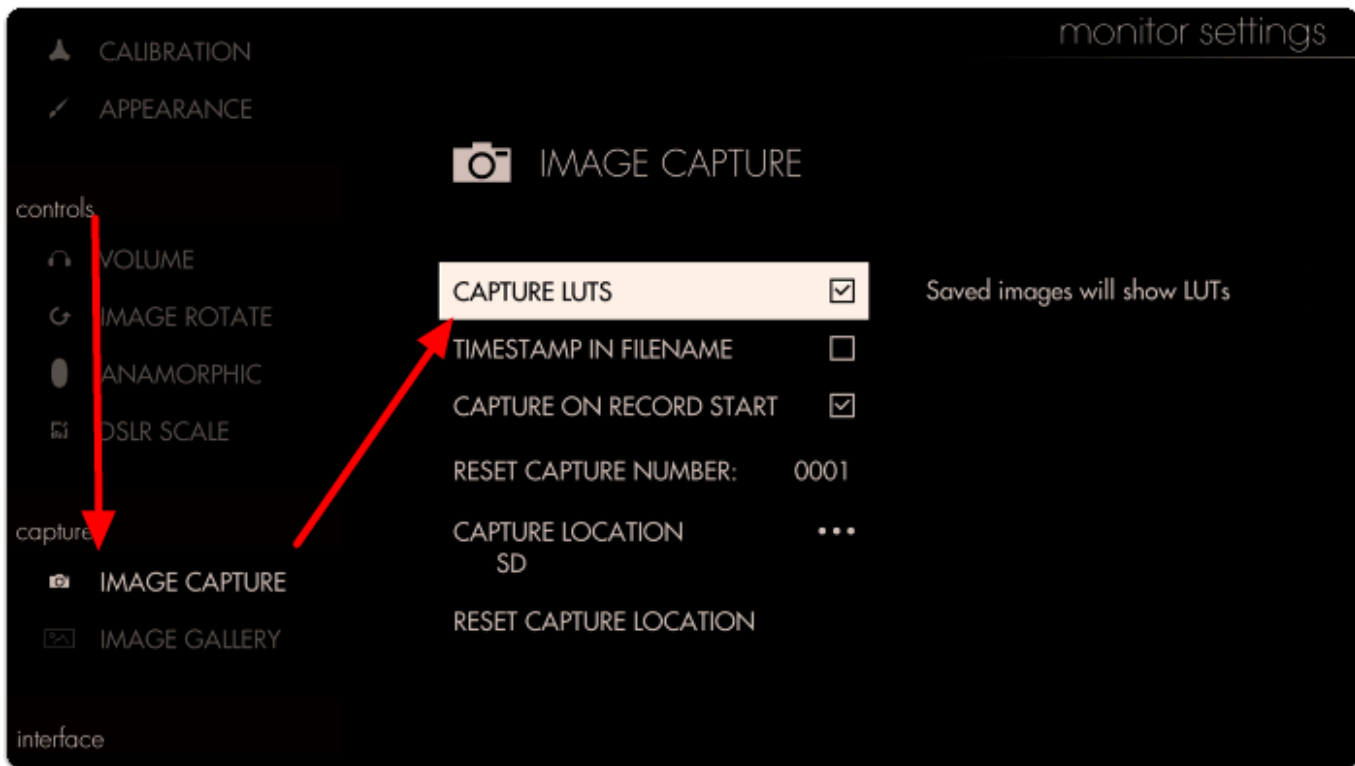 monitor settings
CALIBRATION
APPEARANCE
controls
VOLUME
IMAGE ROTATE
ANAMORPHIC
DSLR SCALE
capture
IMAGE CAPTURE
IMAGE GALLERY
interface
IMAGE CAPTURE
CAPTURE LUTS
Saved images will show LUTs
TIMESTAMP IN FILENAME
CAPTURE ON RECORD START
RESET CAPTURE NUMBER: 0001
CAPTURE LOCATION •••
SD
RESET CAPTURE LOCATION